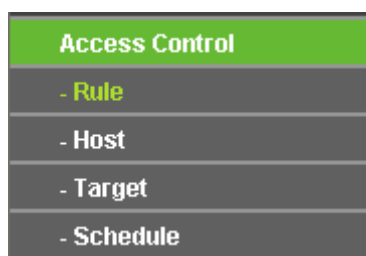 Access Control
- Rule
- Host
- Target
- Schedule